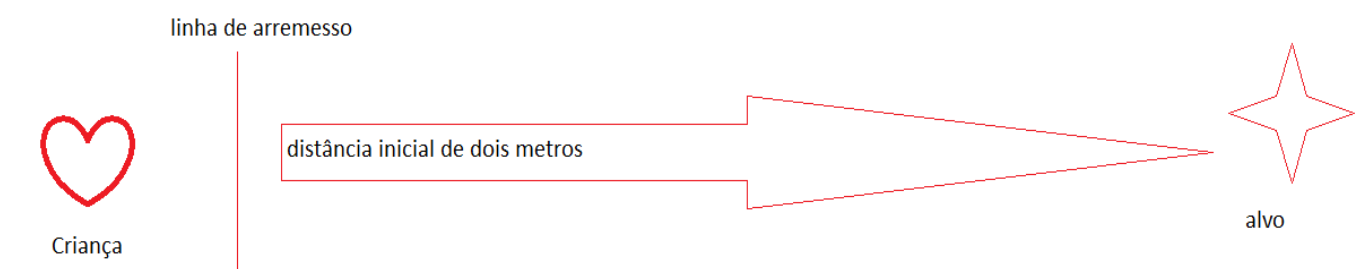 linha de arremesso
distância inicial de dois metros
alvo
Criança